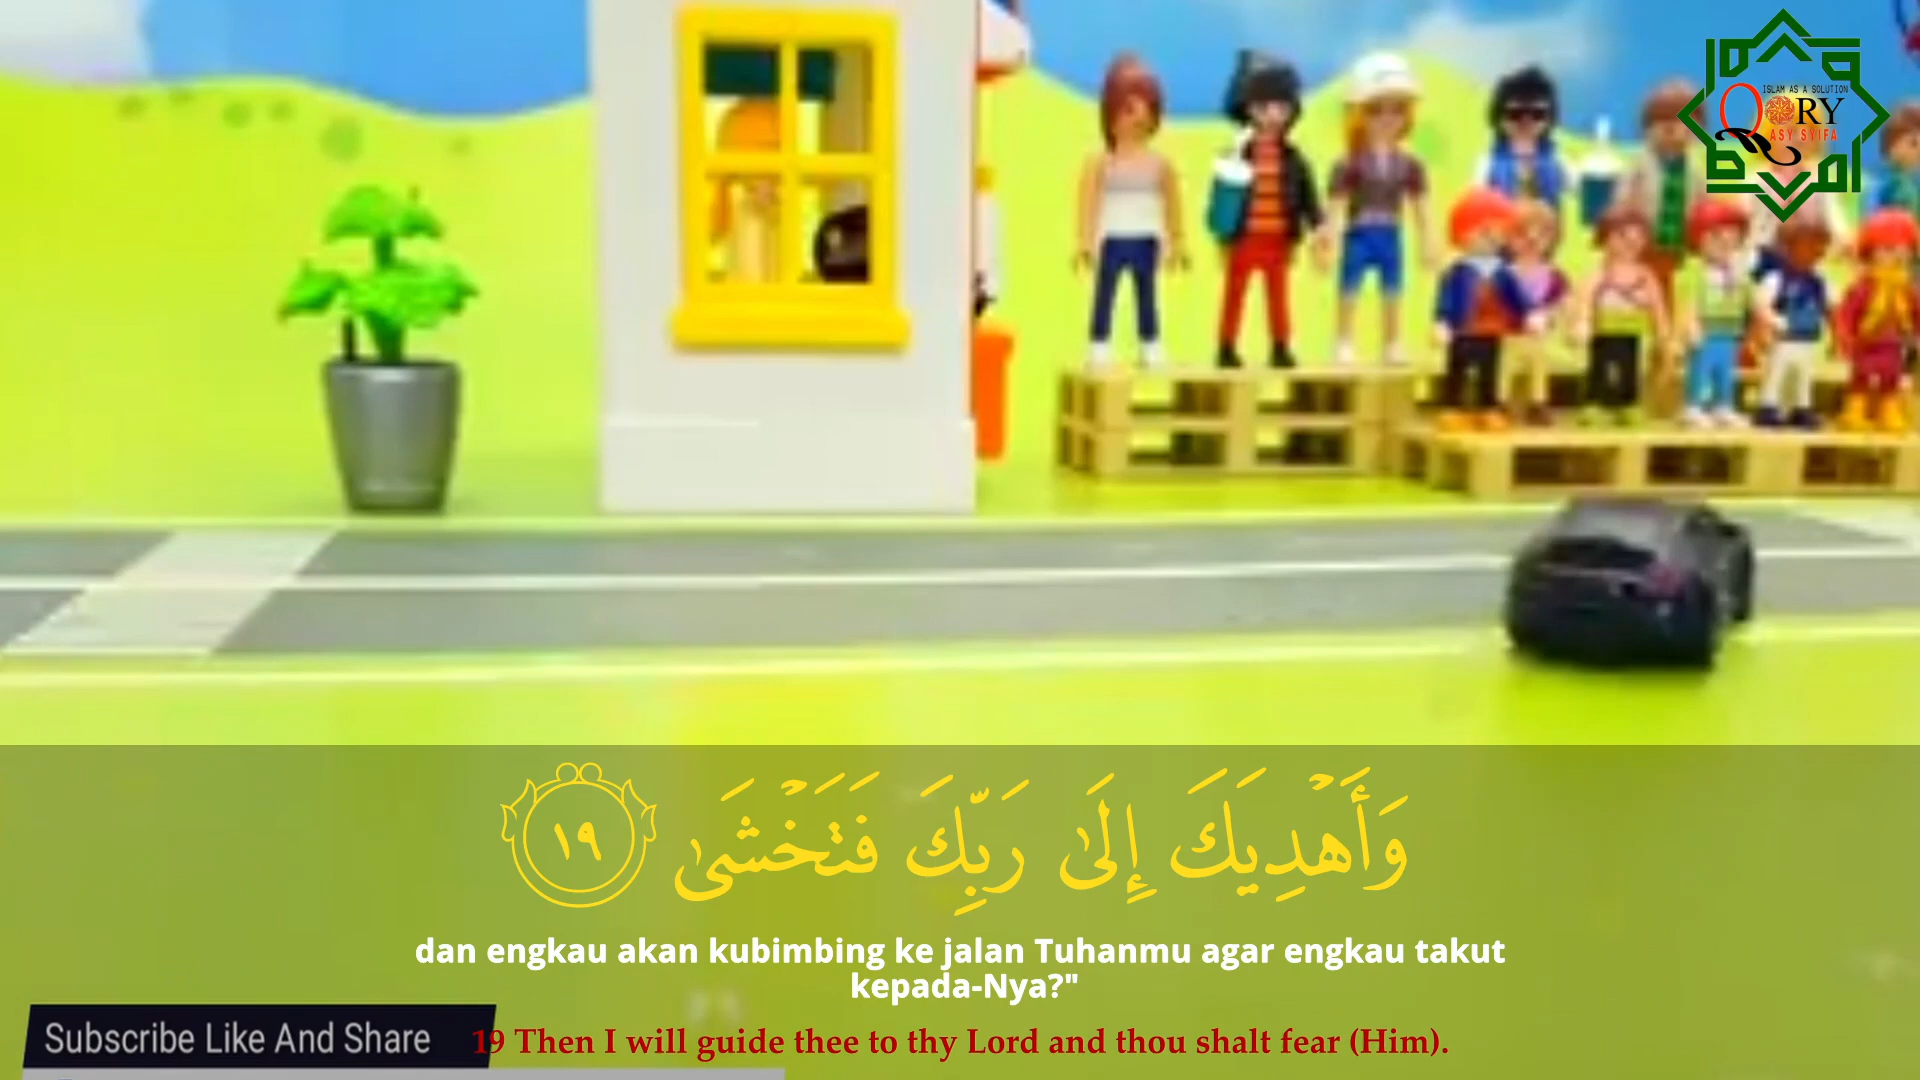 ISLAM AS A SOLUTION
QORY
ASY SYIFA
وَأَهْدِيَكَ إِلَىٰ رَبِّكَ فَتَخْشَىٰ ١٩
dan engkau akan kubimbing ke jalan Tuhanmu agar engkau takut
kepada-Nya?"
Subscribe Like And Share
19 Then I will guide thee to thy Lord and thou shalt fear (Him).